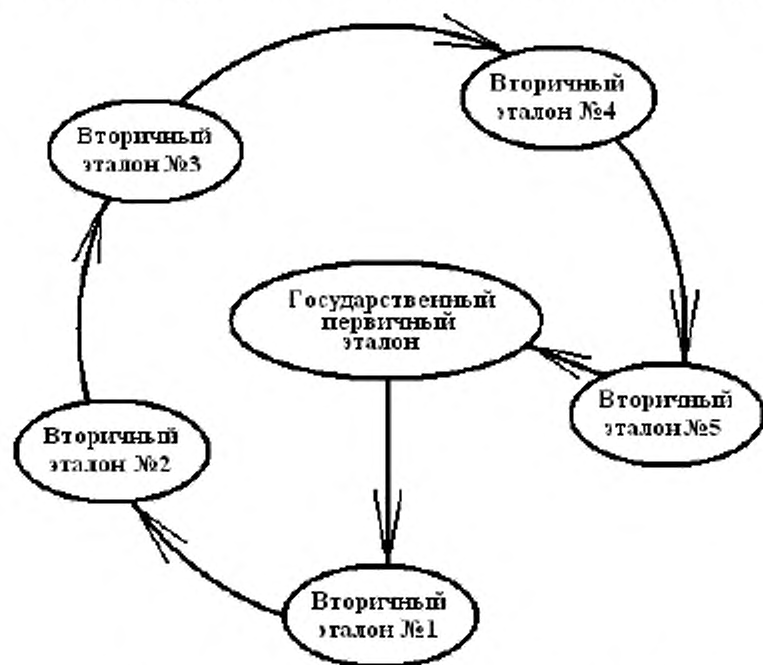 Вторичный
эталон №4
Вторичный
эталон №3
Государственный
первичный
эталон
Вторичный
эталон №5
Вторичный
эталон №2
Вторичный
эталон №1